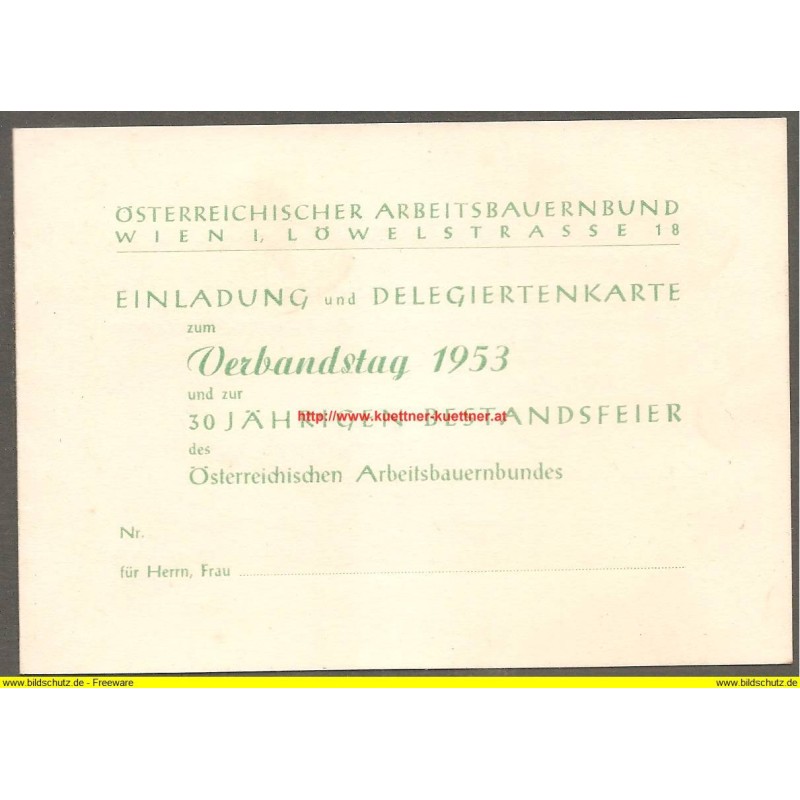 ÖSTERREICHISCHER ARBEITSBAUERNBUND
WIEN I, LÖWELSTRASSE 18
EINLADUNG und DELEGIERTENKARTE
zum
Verbandstag 1953
und zur
30 JÄHRIGEN BESTANDSFEIER
http://www.kuettner-kuettner.at
des
Österreichischen Arbeitsbauernbundes
Nr.
für Herrn, Frau
www.bildschutz.de - Freeware www.bildschutz.de